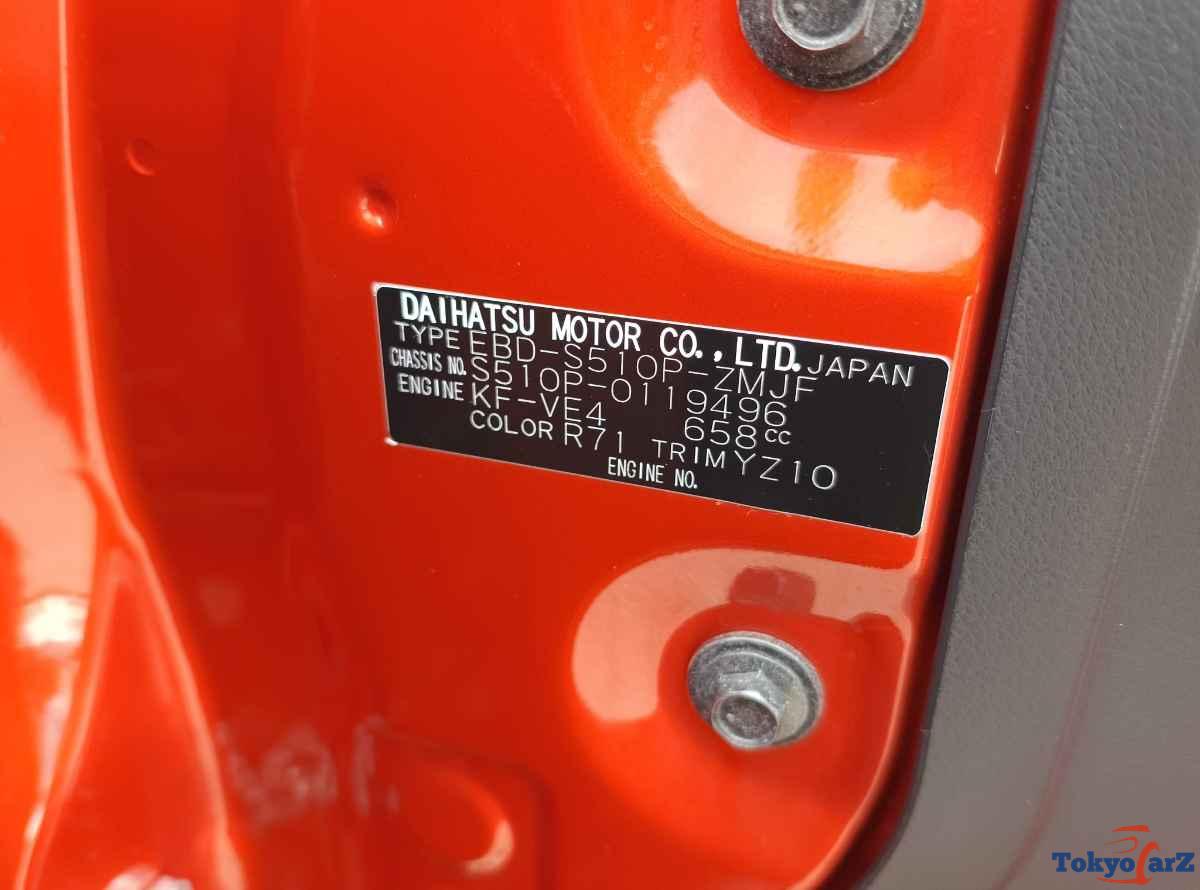 DAIHATSU MOTOR CO., LTD. JAPAN
TYPE EBD-S510P-ZMJF
CHASSIS NO. S510P-0119496
ENGINE KF-VE4 658cc
COLOR R71 TRIM YZ10
ENGINE NO.
TokyoCarZ